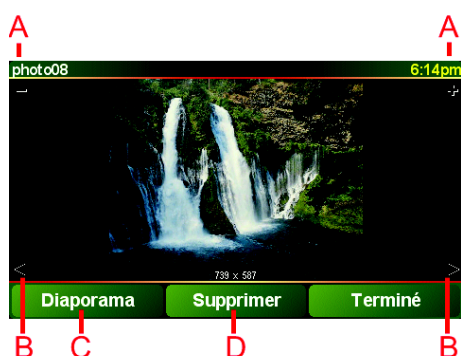 A A
photo08 6:14pm
− +
739 x 587
< >
Diaporama Supprimer Terminé
B C D B